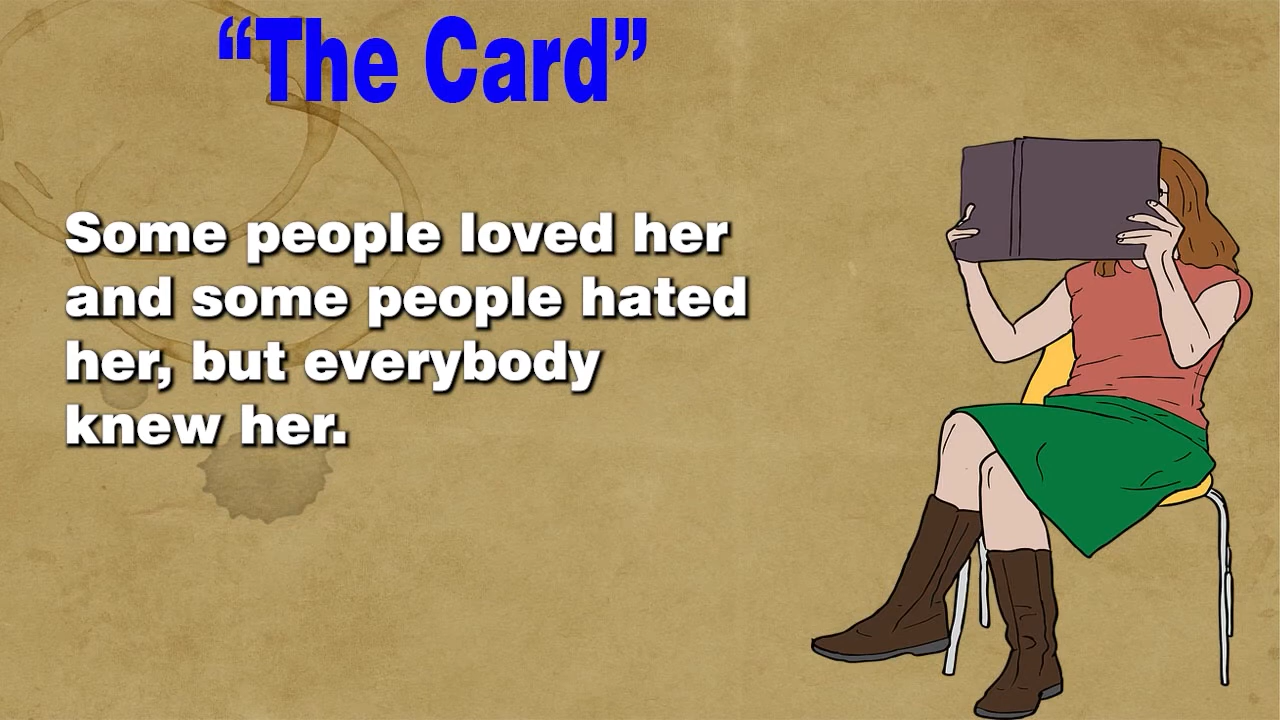 “The Card”
Some people loved her
and some people hated
her, but everybody
knew her.